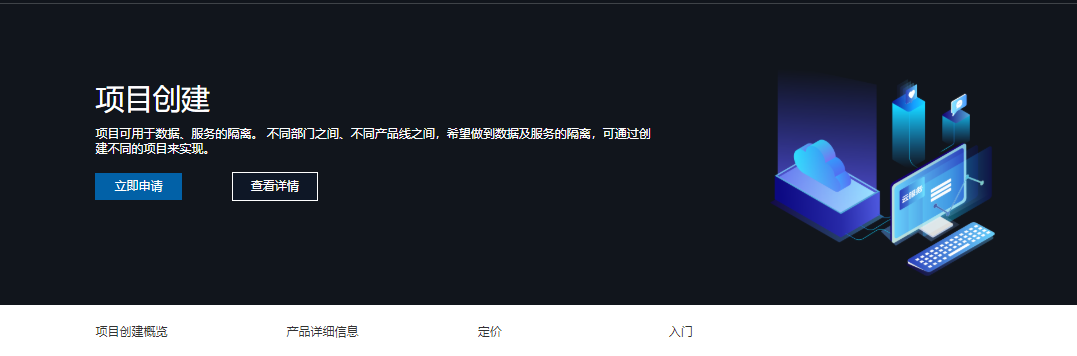 项目创建
项目可用于数据、服务的隔离。 不同部门之间、不同产品线之间，希望做到数据及服务的隔离，可通过创
建不同的项目来实现。
立即申请
查看详情
项目创建概览
产品详细信息
定价
入门